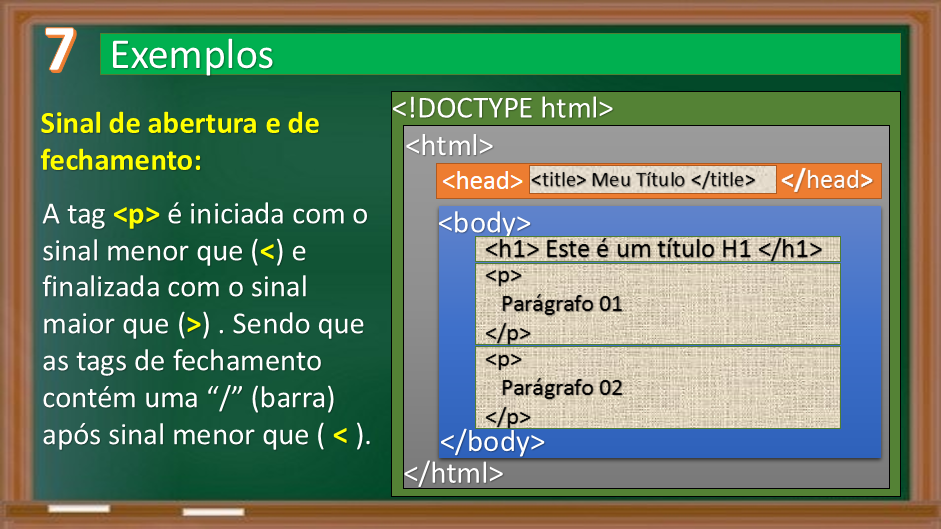 7 Exemplos
Sinal de abertura e de
fechamento:
A tag <p> é iniciada com o
sinal menor que (<) e
finalizada com o sinal
maior que (>) . Sendo que
as tags de fechamento
contém uma “/” (barra)
após sinal menor que ( < ).
<!DOCTYPE html>
<html>
<head> <title> Meu Título </title> </head>
<body>
<h1> Este é um título H1 </h1>
<p>
Parágrafo 01
</p>
<p>
Parágrafo 02
</p>
</body>
</html>